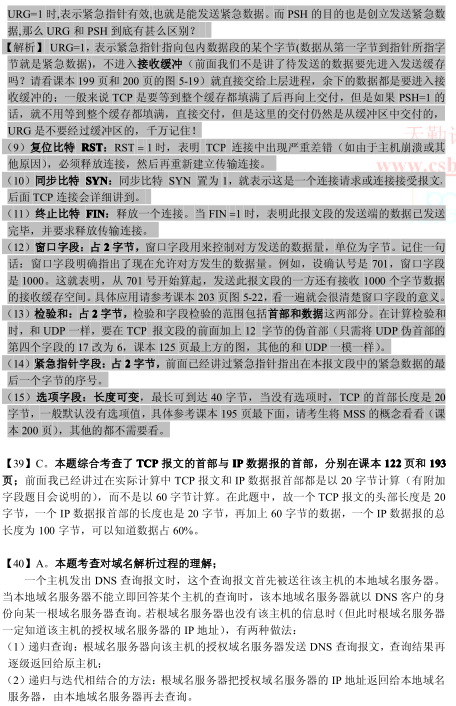 URG=1 时,表示紧急指针有效,也就是能发送紧急数据。而 PSH 的目的也是创立发送紧急数
据,那么 URG 和 PSH 到底有甚么区别？
【解析】 URG=1，表示紧急指针指向包内数据段的某个字节(数据从第一字节到指针所指字
节就是紧急数据)，不进入接收缓冲（前面我们不是讲了待发送的数据要先进入发送缓存
吗？请看课本 199 页和 200 页的图 5-19）就直接交给上层进程，余下的数据都是要进入接
收缓冲的；一般来说 TCP 是要等到整个缓存都填满了后再向上交付，但是如果 PSH=1 的
话，就不用等到整个缓存都填满，直接交付，但是这里的交付仍然是从缓冲区中交付的，
URG 是不要经过缓冲区的，千万记住！
（9）复位比特 RST：RST = 1 时，表明 TCP 连接中出现严重差错（如由于主机崩溃或其
他原因），必须释放连接，然后再重新建立传输连接。
（10）同步比特 SYN：同步比特 SYN 置为 1，就表示这是一个连接请求或连接接受报文，
后面 TCP 连接会详细讲到。
（11）终止比特 FIN：释放一个连接。当 FIN =1 时，表明此报文段的发送端的数据已发送
完毕，并要求释放传输连接。
（12）窗口字段：占 2 字节，窗口字段用来控制对方发送的数据量，单位为字节。记住一句
话：窗口字段明确指出了现在允许对方发生的数据量。例如，设确认号是 701，窗口字段
是 1000。这就表明，从 701 号开始算起，发送此报文段的一方还有接收 1000 个字节数据
的接收缓存空间。具体应用请参考课本 203 页图 5-22，看一遍就会很清楚窗口字段的意义。
（13）检验和：占 2 字节，检验和字段检验的范围包括首部和数据这两部分。在计算检验和
时，和 UDP 一样，要在 TCP 报文段的前面加上 12 字节的伪首部（只需将 UDP 伪首部的
第四个字段的 17 改为 6，课本 125 页最上方的图，其他的和 UDP 一模一样）。
（14）紧急指针字段：占 2 字节，前面已经讲过紧急指针指出在本报文段中的紧急数据的最
后一个字节的序号。
（15）选项字段：长度可变，最长可到达 40 字节，当没有选项时，TCP 的首部长度是 20
字节，一般默认没有选项值，具体参考课本 195 页最下面，请考生将 MSS 的概念看看（课
本 200 页），其他的都不需要看。
【39】C。本题综合考查了 TCP 报文的首部与 IP 数据报的首部，分别在课本 122 页和 193
页；前面我已经讲过在实际计算中 TCP 报文和 IP 数据报首部都是以 20 字节计算（有附加
字段题目会说明的），而不是以 60 字节计算。在此题中，故一个 TCP 报文的头部长度是 20
字节，一个 IP 数据报首部的长度也是 20 字节，再加上 60 字节的数据，一个 IP 数据报的总
长度为 100 字节，可以知道数据占 60%。
【40】A。本题考查对域名解析过程的理解；
一个主机发出 DNS 查询报文时，这个查询报文首先被送往该主机的本地域名服务器。
当本地域名服务器不能立即回答某个主机的查询时，该本地域名服务器就以 DNS 客户的身
份向某一根域名服务器查询。若根域名服务器也没有该主机的信息时（但此时根域名服务器
一定知道该主机的授权域名服务器的 IP 地址），有两种做法：
（1）递归查询：根域名服务器向该主机的授权域名服务器发送 DNS 查询报文，查询结果再
逐级返回给原主机；
（2）递归与迭代相结合的方法：根域名服务器把授权域名服务器的 IP 地址返回给本地域名
服务器，由本地域名服务器再去查询。
天勤
www.csb